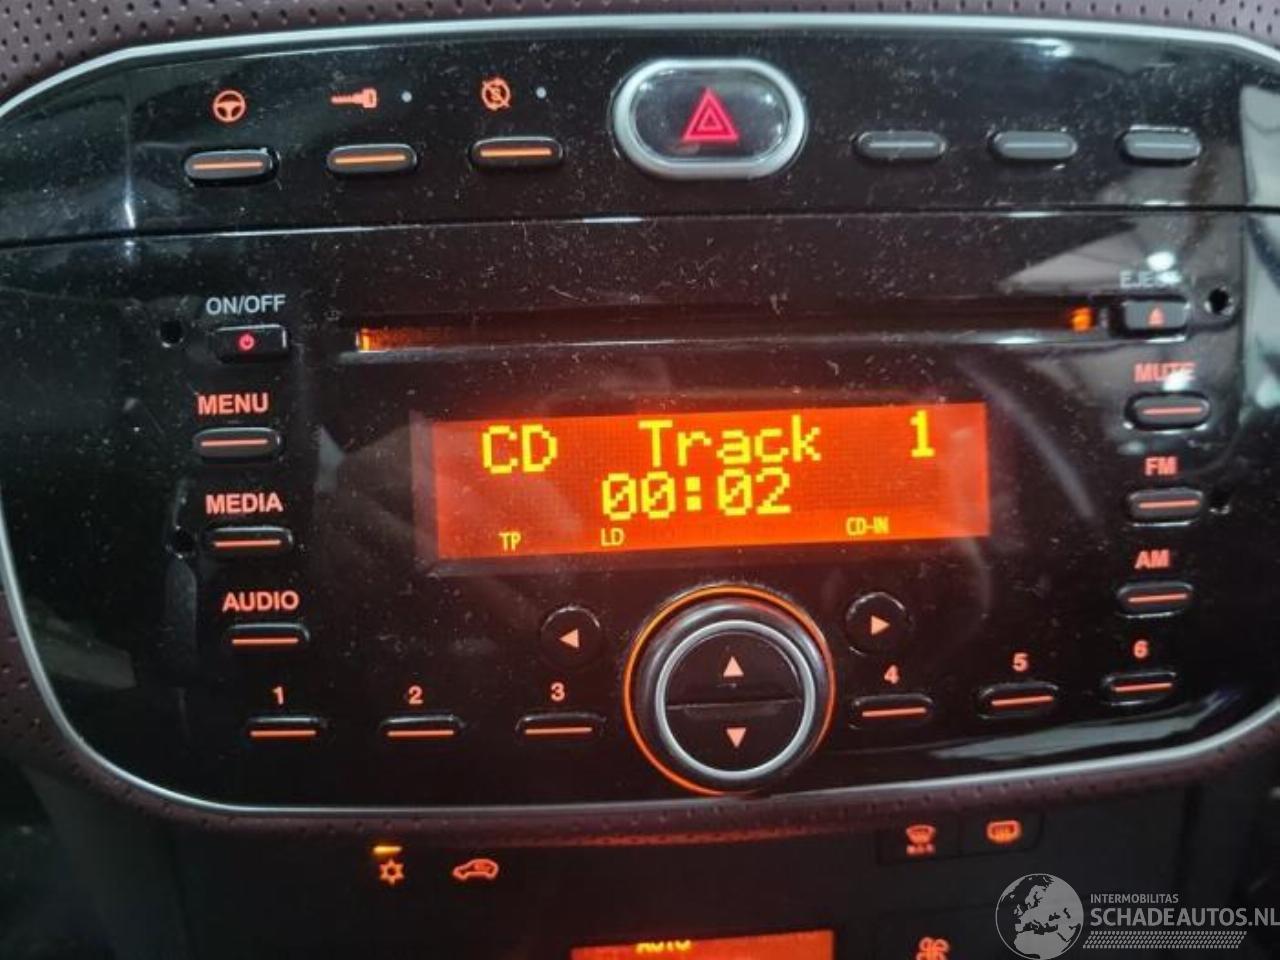 ON/OFF
EJECT
MENU
MUTE
CD Track 1
00:02
TP LD CD-IN
MEDIA
FM
AUDIO
AM
1 2 3 4 5 6
AUTO
INTERMOBILITAS
SCHADEAUTOS.NL